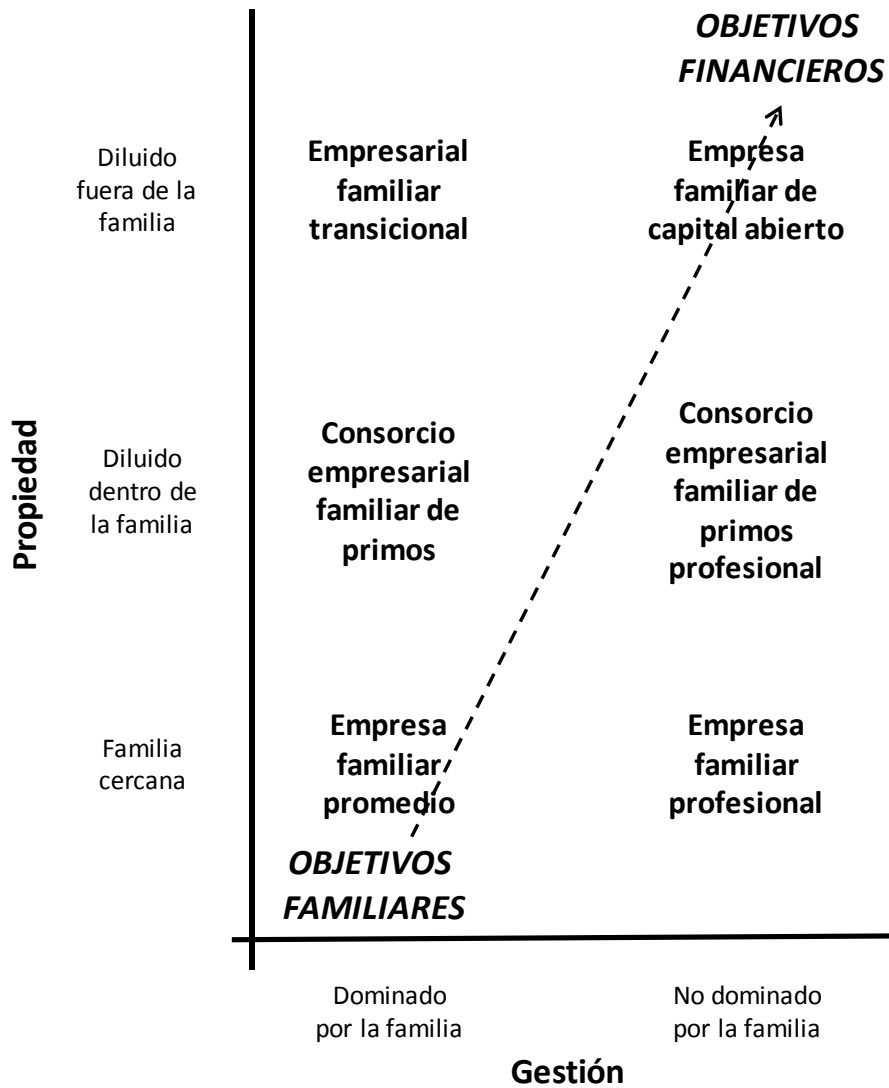 OBJETIVOS
FINANCIEROS
Diluido
fuera de la
familia
Empresarial
familiar
transicional
Empresa
familiar de
capital abierto
Propiedad
Diluido
dentro de
la familia
Consorcio
empresarial
familiar de
primos
Consorcio
empresarial
familiar de
primos
profesional
Familia
cercana
Empresa
familiar
promedio
Empresa
familiar
profesional
OBJETIVOS
FAMILIARES
Dominado
por la familia
No dominado
por la familia
Gestión